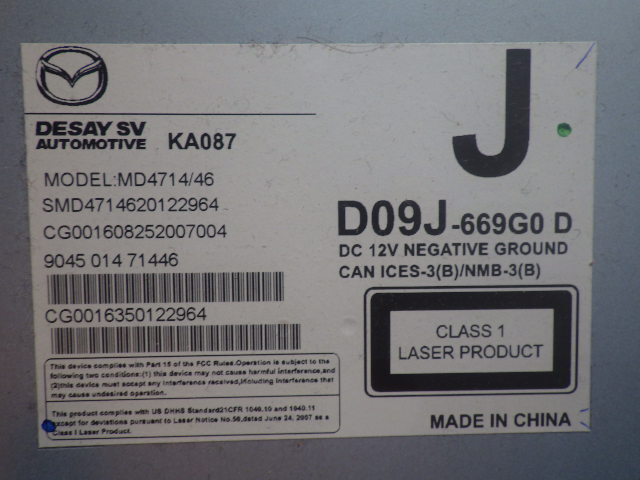 J
DESAY SV
AUTOMOTIVE KA087
MODEL:MD4714/46
SMD4714620122964
CG001608252007004
9045 01 47 1446
CG0016350122964
D09J-669G0 D
DC 12V NEGATIVE GROUND
CAN ICES-3(B)/NMB-3(B)
CLASS 1
LASER PRODUCT
This device complies with Part 15 of the FCC Rules.Operation is subject to the
following two conditions:(1) this device may not cause harmful interference,and
(2)this device must accept any interference received,including interference that
may cause undesired operation.
This product complies with US DHHS Standard21CFR 1040.10 and 1040.11
except for deviations pursuant to Laser Notice No.50,dated June 24, 2007 as a
Class I Laser Product.
MADE IN CHINA